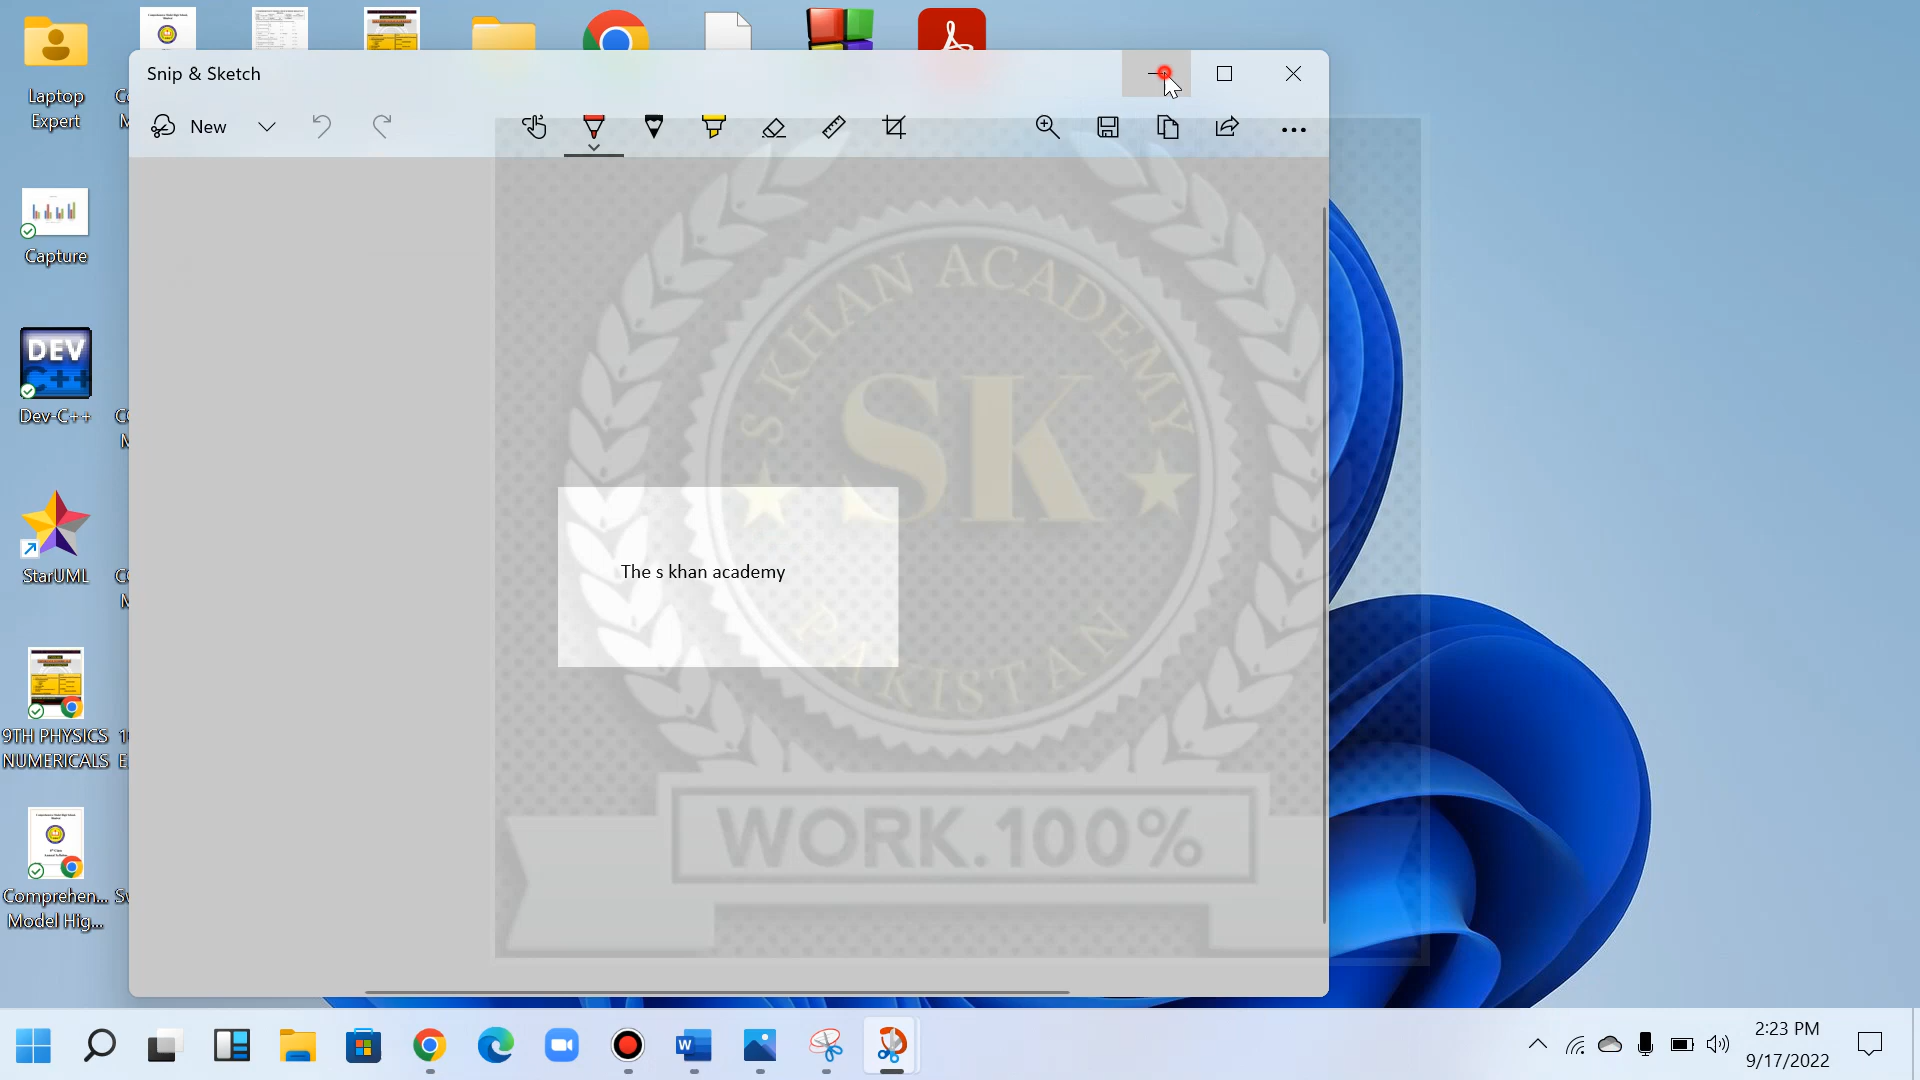 Laptop
Expert
Snip & Sketch
New
Capture
DEV
C++
Dev-C++
StarUML
S KHAN ACADEMY
SK
PAKISTAN
The s khan academy
WORK.100%
9TH PHYSICS
NUMERICALS
Comprehen...
Model Hig...
W
2:23 PM
9/17/2022